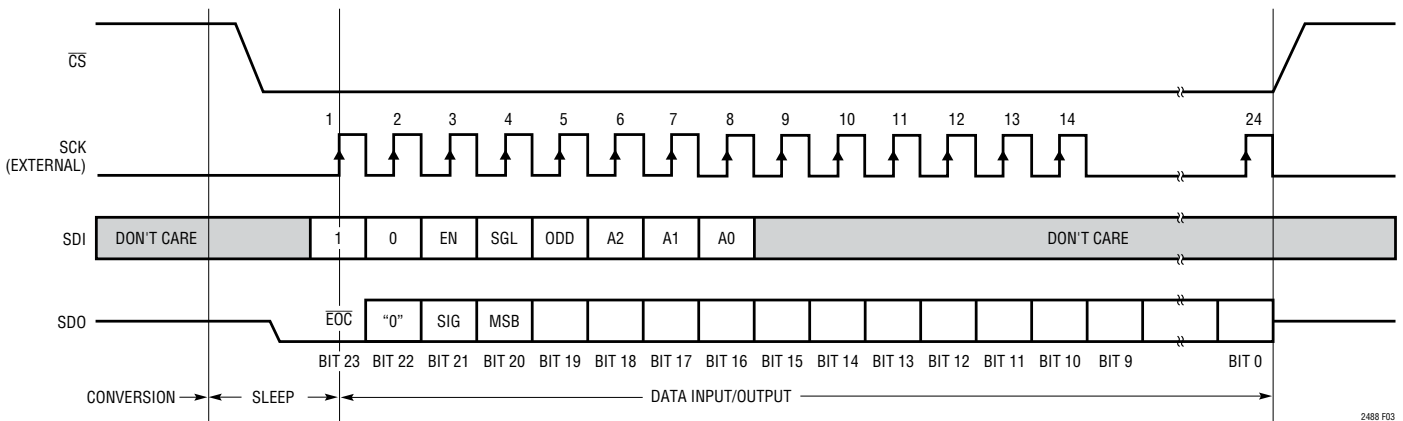 CS
1 2 3 4 5 6 7 8 9 10 11 12 13 14 24
SCK
(EXTERNAL)
SDI DON'T CARE 1 0 EN SGL ODD A2 A1 A0 DON'T CARE
SDO EOC “0” SIG MSB
BIT 23 BIT 22 BIT 21 BIT 20 BIT 19 BIT 18 BIT 17 BIT 16 BIT 15 BIT 14 BIT 13 BIT 12 BIT 11 BIT 10 BIT 9 BIT 0
CONVERSION SLEEP DATA INPUT/OUTPUT
2488 F03